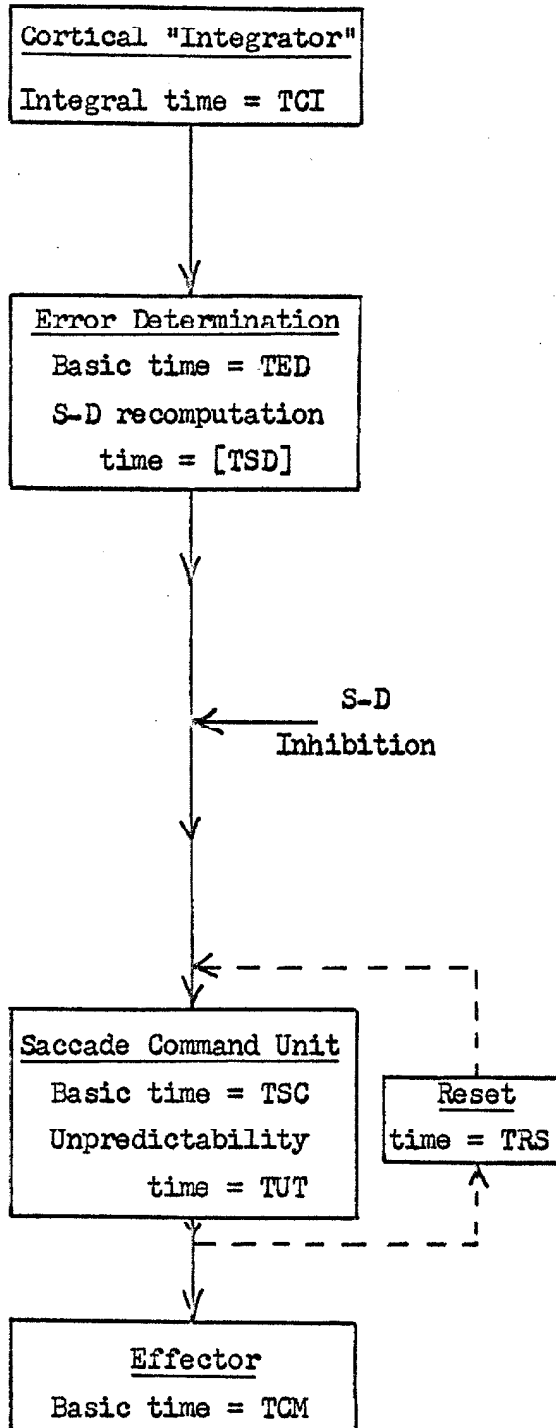 Cortical "Integrator"
Integral time = TCI
Error Determination
Basic time = TED
S-D recomputation
time = [TSD]
S-D
Inhibition
Saccade Command Unit
Basic time = TSC
Unpredictability
time = TUT
Reset
time = TRS
Effector
Basic time = TCM